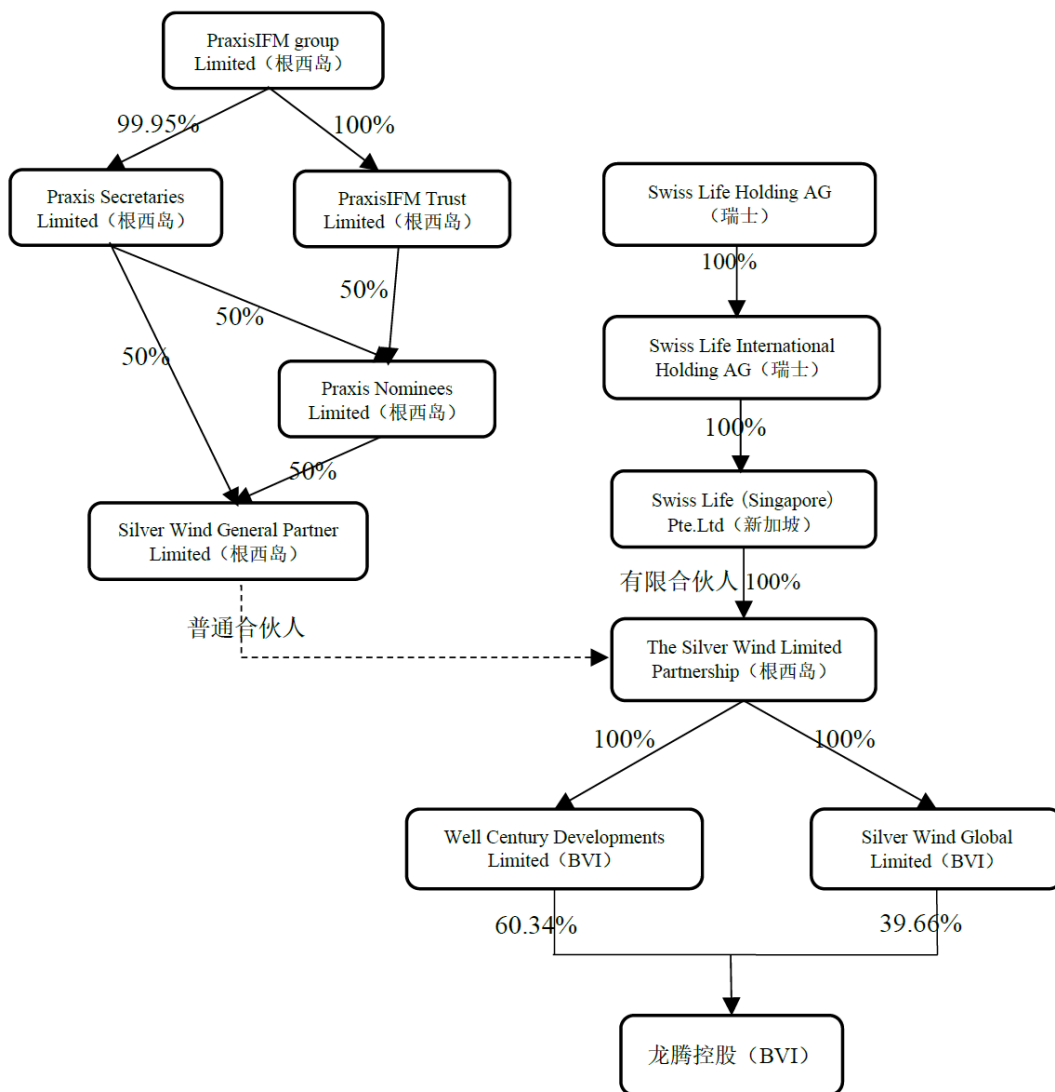 PraxisIFM group
Limited（根西岛）
99.95%
100%
Praxis Secretaries
Limited（根西岛）
PraxisIFM Trust
Limited（根西岛）
Swiss Life Holding AG
（瑞士）
100%
50%
50%
50%
Swiss Life International
Holding AG（瑞士）
Praxis Nominees
Limited（根西岛）
100%
50%
Swiss Life (Singapore)
Pte.Ltd（新加坡）
Silver Wind General Partner
Limited（根西岛）
有限合伙人 100%
普通合伙人
The Silver Wind Limited
Partnership（根西岛）
100%
100%
Well Century Developments
Limited（BVI）
Silver Wind Global
Limited（BVI）
60.34%
39.66%
龙腾控股（BVI）